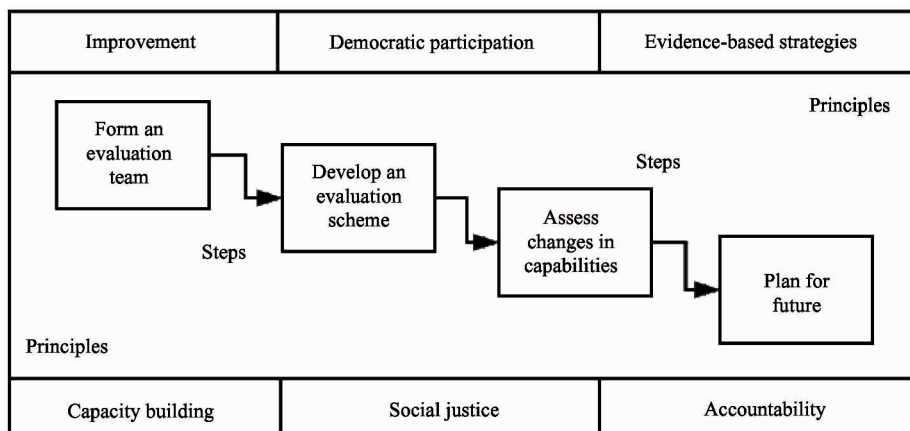 Improvement
Democratic participation
Evidence-based strategies
Principles
Form an
evaluation
team
Develop an
evaluation
scheme
Steps
Assess
changes in
capabilities
Steps
Plan for
future
Principles
Capacity building
Social justice
Accountability